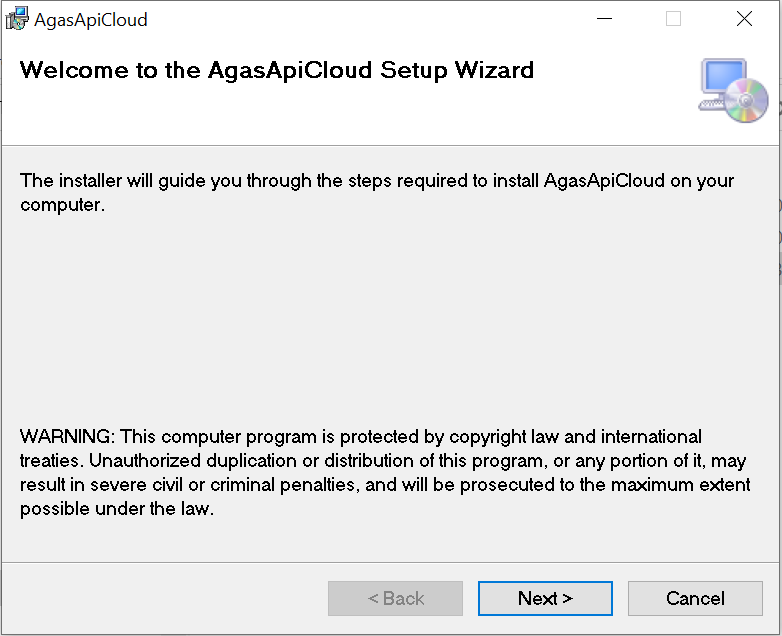 AgasApiCloud
Welcome to the AgasApiCloud Setup Wizard
The installer will guide you through the steps required to install AgasApiCloud on your
computer.
WARNING: This computer program is protected by copyright law and international
treaties. Unauthorized duplication or distribution of this program, or any portion of it, may
result in severe civil or criminal penalties, and will be prosecuted to the maximum extent
possible under the law.
< Back
Next >
Cancel